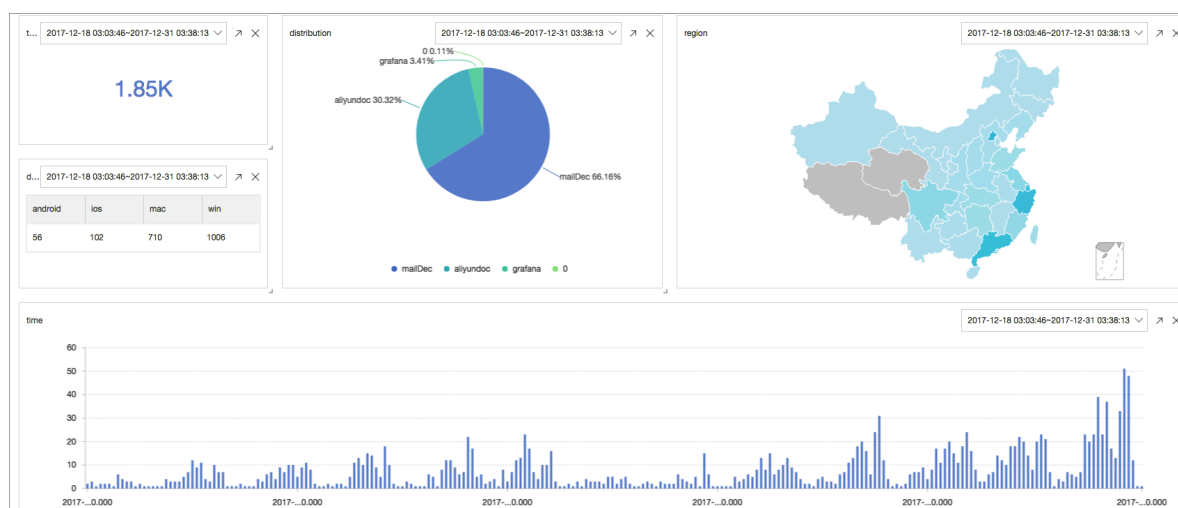 t... 2017-12-18 03:03:46~2017-12-31 03:38:13
1.85K
d... 2017-12-18 03:03:46~2017-12-31 03:38:13
android ios mac win
56 102 710 1006
distribution 2017-12-18 03:03:46~2017-12-31 03:38:13
0 0.11%
grafana 3.41%
aliyundoc 30.32%
mailDec 66.16%
mailDec aliyundoc grafana 0
region 2017-12-18 03:03:46~2017-12-31 03:38:13
time 2017-12-18 03:03:46~2017-12-31 03:38:13
60
50
40
30
20
10
0
2017-...0.000 2017-...0.000 2017-...0.000 2017-...0.000 2017-...0.000 2017-...0.000